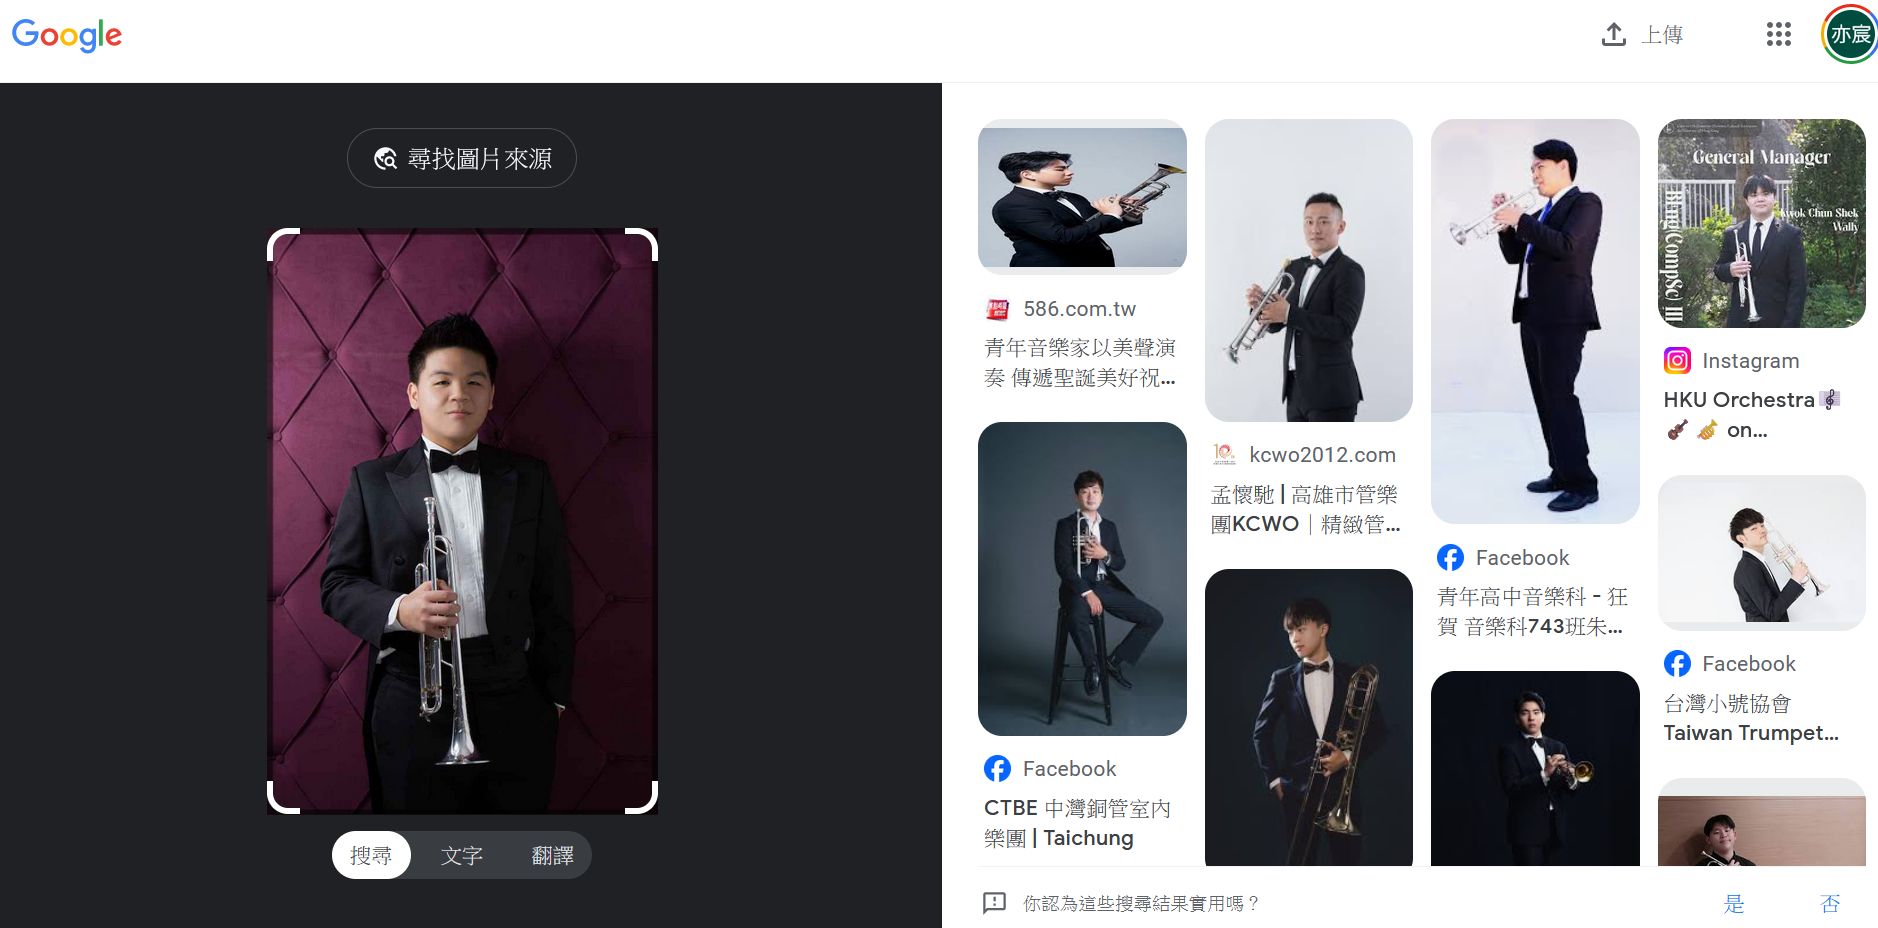 Google
上傳
亦宸
尋找圖片來源
搜尋
文字
翻譯
586.com.tw
青年音樂家以美聲演
奏 傳遞聖誕美好祝...
Facebook
CTBE 中灣銅管室內
樂團 | Taichung
kcwo2012.com
孟懷馳 | 高雄市管樂
團KCWO｜精緻管...
Facebook
青年高中音樂科 - 狂
賀 音樂科743班朱...
General Manager
Kwok Chun Shek
Wally
BEng(CompSc) III
Instagram
HKU Orchestra🎼
🎻 🎺 on...
Facebook
台灣小號協會
Taiwan Trumpet...
你認為這些搜尋結果實用嗎？
是
否